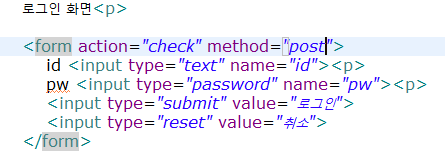 로그인 화면<p>
<form action="check" method="post">
id <input type="text" name="id"><p>
pw <input type="password" name="pw"><p>
<input type="submit" value="로그인">
<input type="reset" value="취소">
</form>